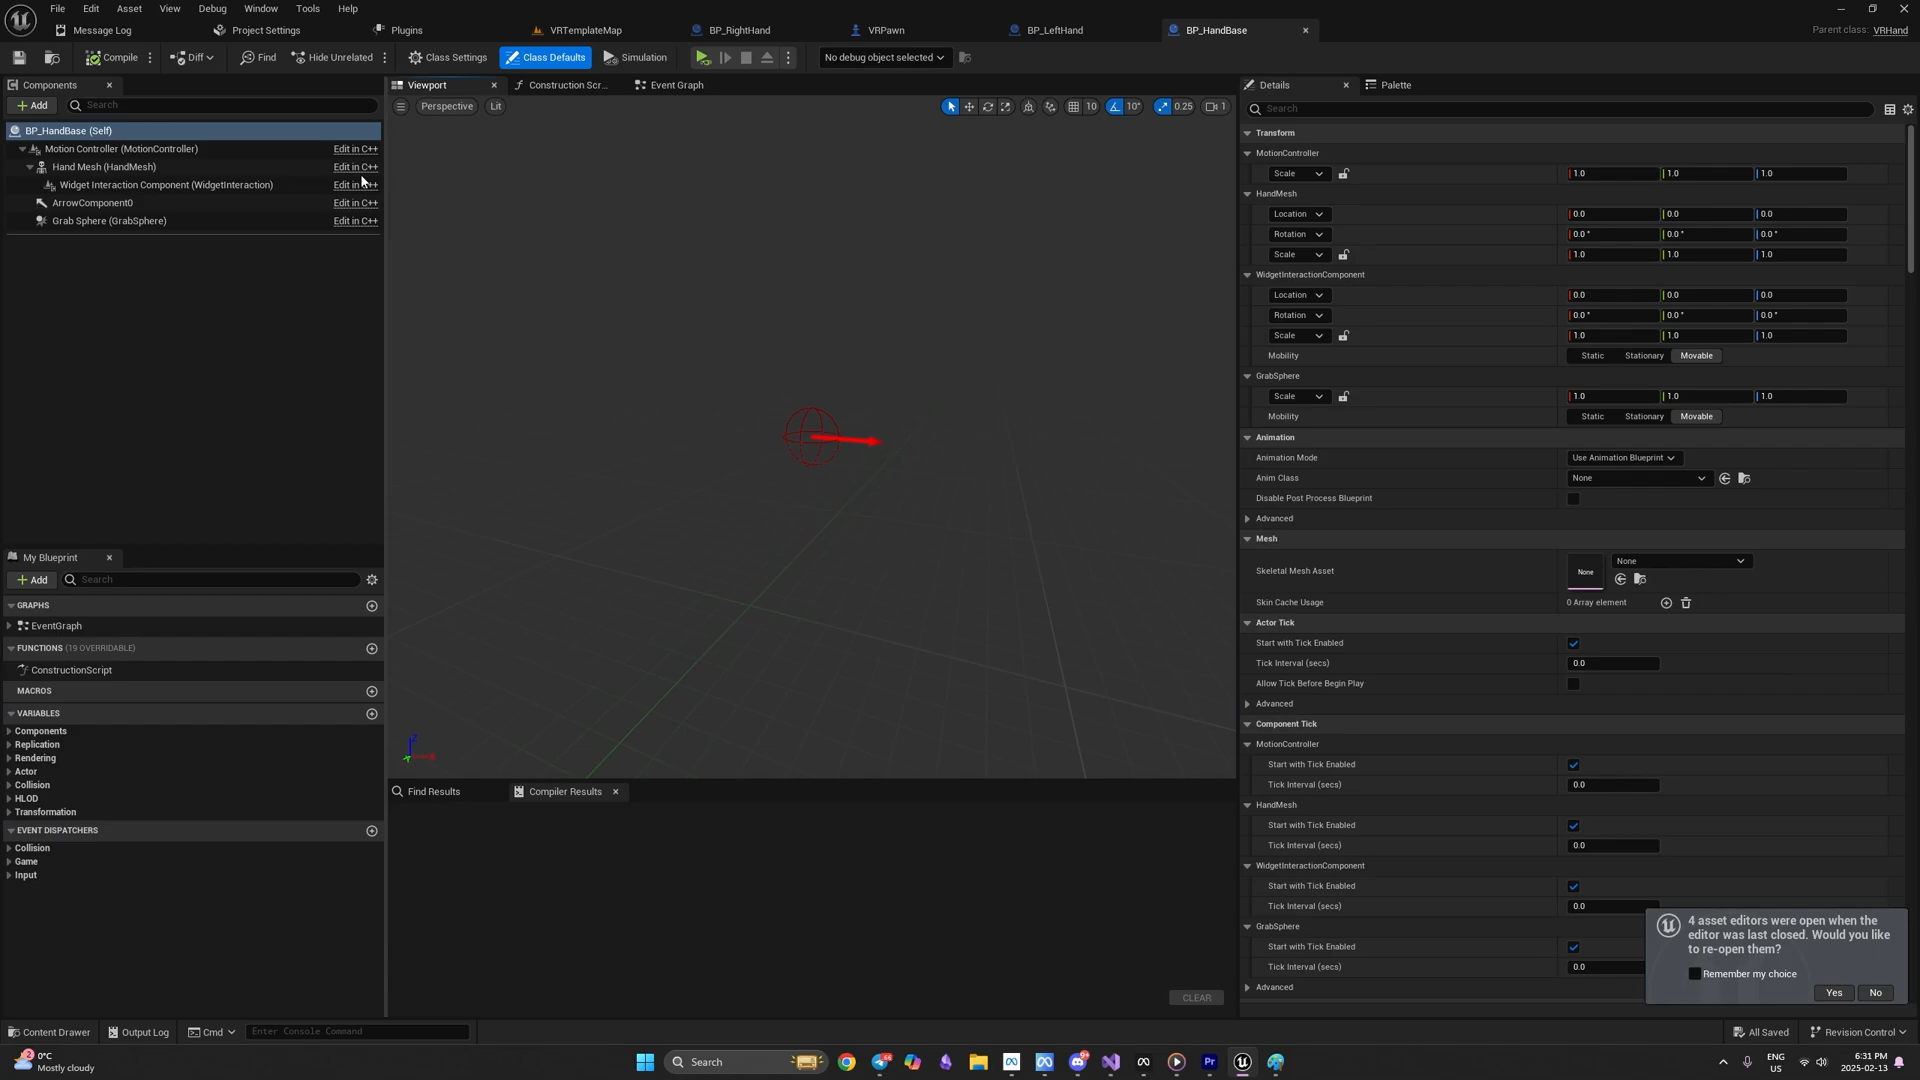 File Edit Asset View Debug Window Tools Help
Message Log Project Settings Plugins VRTemplateMap BP_RightHand VRPawn BP_LeftHand BP_HandBase Parent class: VRHand
Compile Diff Find Hide Unrelated Class Settings Class Defaults Simulation No debug object selected
Components
Add Search
BP_HandBase (Self)
Motion Controller (MotionController) Edit in C++
Hand Mesh (HandMesh) Edit in C++
Widget Interaction Component (WidgetInteraction) Edit in C++
ArrowComponent0 Edit in C++
Grab Sphere (GrabSphere) Edit in C++
My Blueprint
Add Search
GRAPHS
EventGraph
FUNCTIONS (19 OVERRIDABLE)
ConstructionScript
MACROS
VARIABLES
Components
Replication
Rendering
Actor
Collision
HLOD
Transformation
EVENT DISPATCHERS
Collision
Game
Input
Viewport Construction Scr... Event Graph
Perspective Lit 10 10° 0.25 1
Z
Find Results Compiler Results
CLEAR
Details Palette
Search
Transform
MotionController
Scale 1.0 1.0 1.0
HandMesh
Location 0.0 0.0 0.0
Rotation 0.0 ° 0.0 ° 0.0 °
Scale 1.0 1.0 1.0
WidgetInteractionComponent
Location 0.0 0.0 0.0
Rotation 0.0 ° 0.0 ° 0.0 °
Scale 1.0 1.0 1.0
Mobility Static Stationary Movable
GrabSphere
Scale 1.0 1.0 1.0
Mobility Static Stationary Movable
Animation
Animation Mode Use Animation Blueprint
Anim Class None
Disable Post Process Blueprint
Advanced
Mesh
Skeletal Mesh Asset None None
Skin Cache Usage 0 Array element
Actor Tick
Start with Tick Enabled
Tick Interval (secs) 0.0
Allow Tick Before Begin Play
Advanced
Component Tick
MotionController
Start with Tick Enabled
Tick Interval (secs) 0.0
HandMesh
Start with Tick Enabled
Tick Interval (secs) 0.0
WidgetInteractionComponent
Start with Tick Enabled
Tick Interval (secs) 0.0
GrabSphere
Start with Tick Enabled
Tick Interval (secs) 0.0
Advanced
4 asset editors were open when the
editor was last closed. Would you like
to re-open them?
Remember my choice
Yes No
Content Drawer Output Log Cmd Enter Console Command All Saved Revision Control
0°C
Mostly cloudy
Search
ENG
US
6:31 PM
2025-02-13